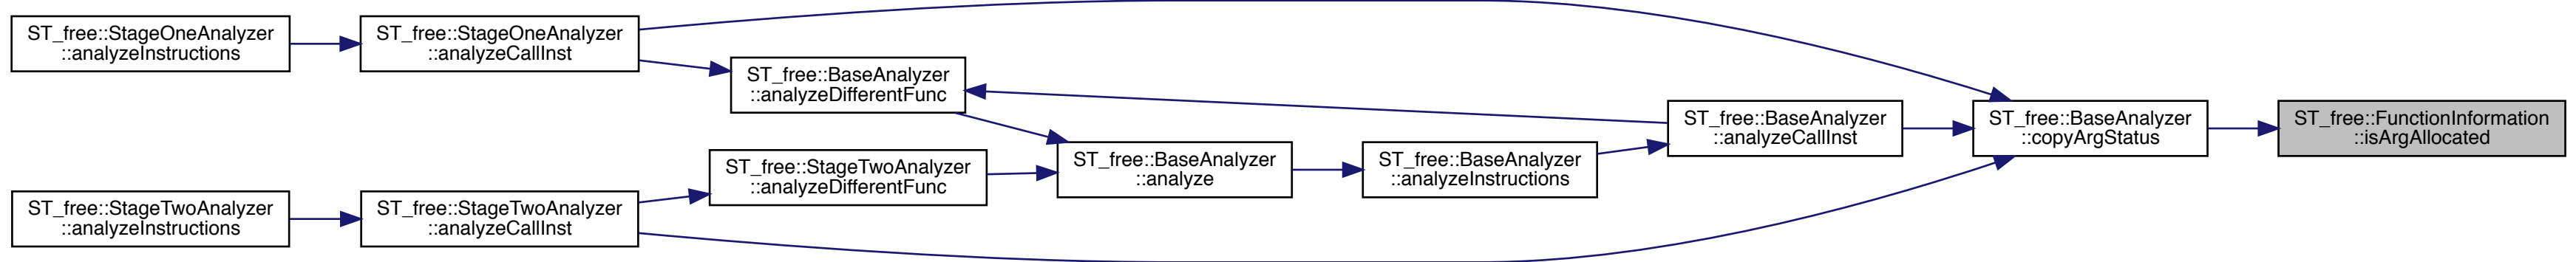 ST_free::StageOneAnalyzer
::analyzeInstructions
ST_free::StageOneAnalyzer
::analyzeCallInst
ST_free::BaseAnalyzer
::analyzeDifferentFunc
ST_free::StageTwoAnalyzer
::analyzeInstructions
ST_free::StageTwoAnalyzer
::analyzeCallInst
ST_free::StageTwoAnalyzer
::analyzeDifferentFunc
ST_free::BaseAnalyzer
::analyze
ST_free::BaseAnalyzer
::analyzeInstructions
ST_free::BaseAnalyzer
::analyzeCallInst
ST_free::BaseAnalyzer
::copyArgStatus
ST_free::FunctionInformation
::isArgAllocated